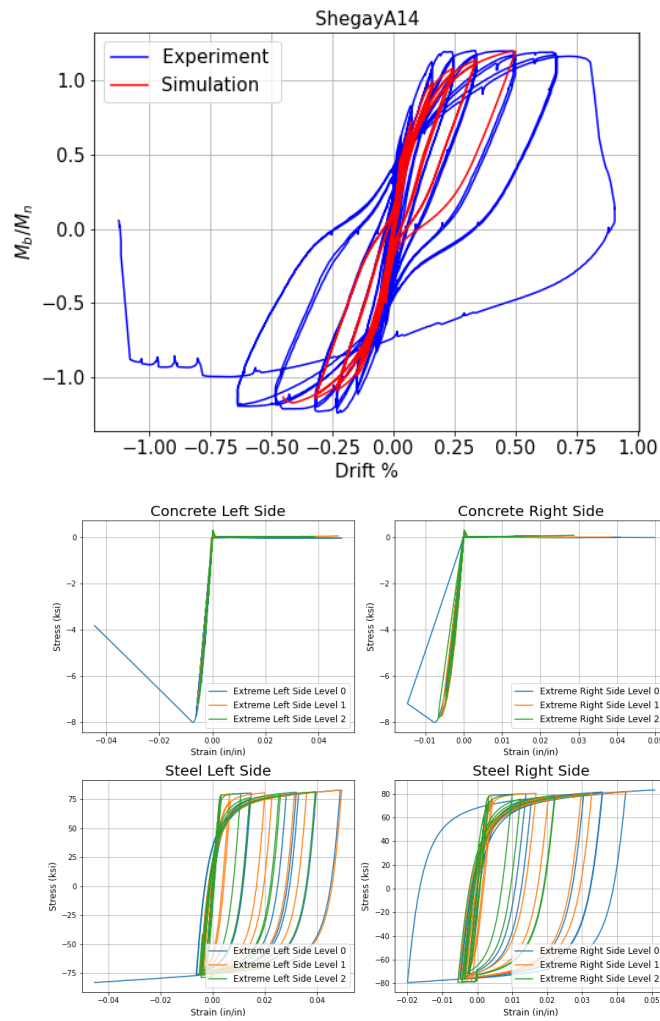 ShegayA14
Experiment
Simulation
1.0
0.5
0.0
−0.5
−1.0
M_b/M_n
−1.00 −0.75 −0.50 −0.25 0.00 0.25 0.50 0.75 1.00
Drift %
Concrete Left Side
0
−2
−4
−6
−8
Stress (ksi)
Extreme Left Side Level 0
Extreme Left Side Level 1
Extreme Left Side Level 2
−0.04 −0.02 0.00 0.02 0.04
Strain (in/in)
Concrete Right Side
0
−2
−4
−6
−8
Stress (ksi)
Extreme Right Side Level 0
Extreme Right Side Level 1
Extreme Right Side Level 2
−0.01 0.00 0.01 0.02 0.03 0.04 0.05
Strain (in/in)
Steel Left Side
75
50
25
0
−25
−50
−75
Stress (ksi)
Extreme Left Side Level 0
Extreme Left Side Level 1
Extreme Left Side Level 2
−0.04 −0.02 0.00 0.02 0.04
Strain (in/in)
Steel Right Side
80
60
40
20
0
−20
−40
−60
−80
Stress (ksi)
Extreme Right Side Level 0
Extreme Right Side Level 1
Extreme Right Side Level 2
−0.02 −0.01 0.00 0.01 0.02 0.03 0.04 0.05
Strain (in/in)